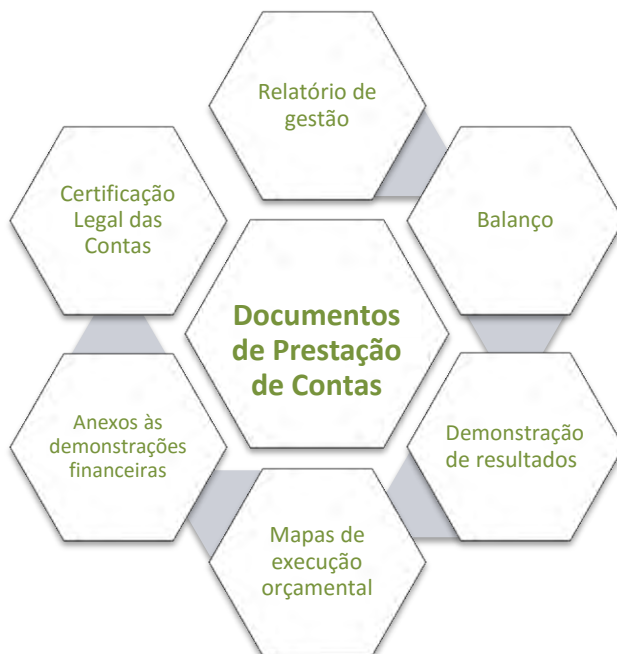 Relatório de
gestão
Balanço
Demonstração
de resultados
Mapas de
execução
orçamental
Anexos às
demonstrações
financeiras
Certificação
Legal das
Contas
Documentos
de Prestação
de Contas